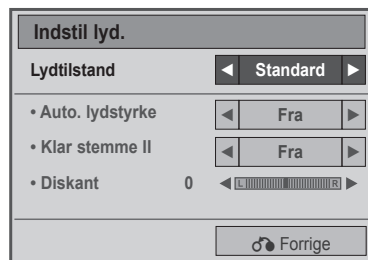 Indstil lyd.
Lydtilstand ◄ Standard ►
• Auto. lydstyrke ◄ Fra ►
• Klar stemme II ◄ Fra ►
• Diskant 0 ◄ L R ►
Forrige